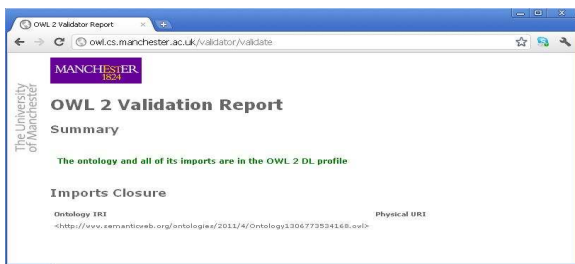 OWL 2 Validator Report
owl.cs.manchester.ac.uk/validator/validate
MANCHESTER
1824
The University
of Manchester
OWL 2 Validation Report
Summary
The ontology and all of its imports are in the OWL 2 DL profile
Imports Closure
Ontology IRI Physical URI
<http://www.semanticweb.org/ontologies/2011/4/Ontology1306773534168.owl>